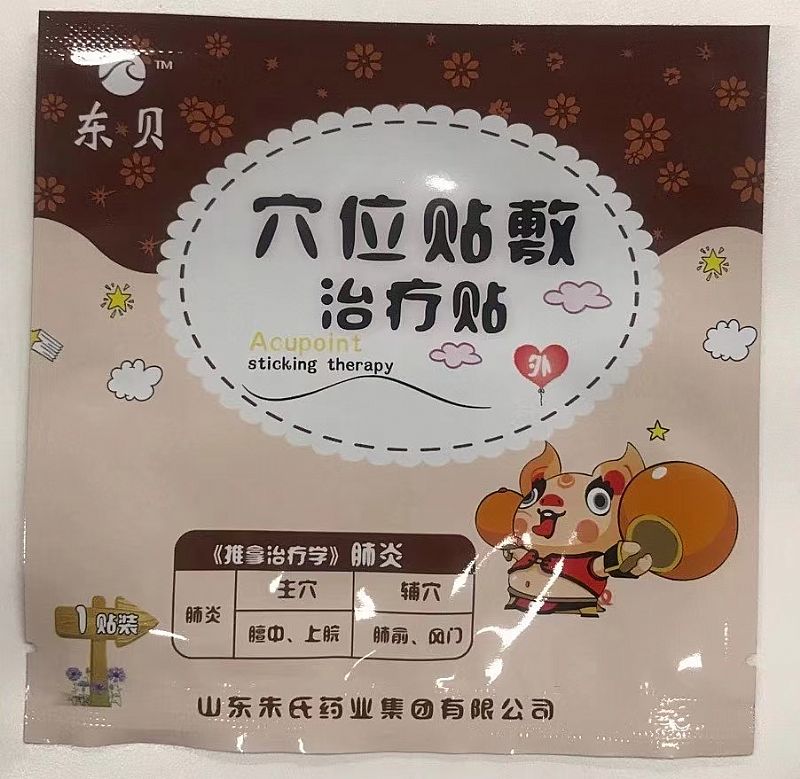 TM
东贝
穴位贴敷
治疗贴
Acupoint
sticking therapy
外
《推拿治疗学》肺炎
肺炎
主穴
辅穴
膻中、上脘
肺俞、风门
1贴装
山东朱氏药业集团有限公司